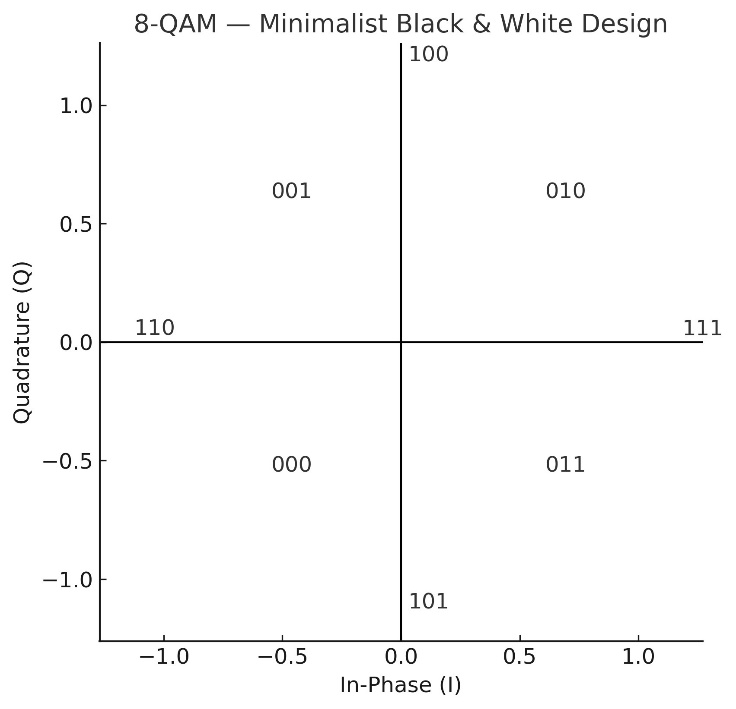 8-QAM — Minimalist Black & White Design
100
1.0
001 010
0.5
110 111
0.0
Quadrature (Q)
−0.5
000 011
−1.0
101
−1.0 −0.5 0.0 0.5 1.0
In-Phase (I)